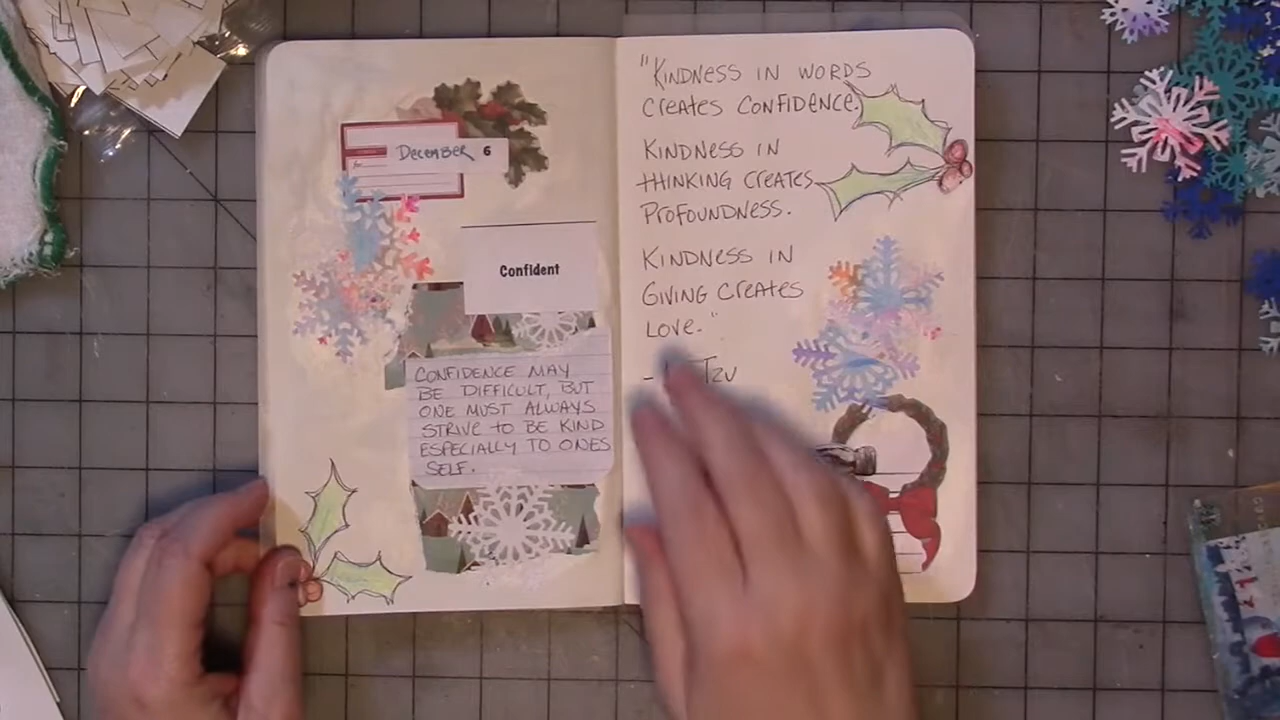 December 6
Confident
CONFIDENCE MAY
BE DIFFICULT, BUT
ONE MUST ALWAYS
STRIVE TO BE KIND
ESPECIALLY TO ONES
SELF.
"KINDNESS IN WORDS
CREATES CONFIDENCE.
KINDNESS IN
THINKING CREATES
PROFOUNDNESS.
KINDNESS IN
GIVING CREATES
LOVE."
- TZU